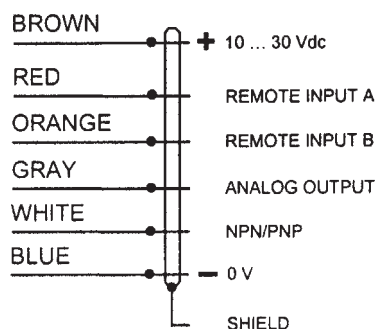 BROWN + 10 ... 30 Vdc
RED REMOTE INPUT A
ORANGE REMOTE INPUT B
GRAY ANALOG OUTPUT
WHITE NPN/PNP
BLUE − 0 V
SHIELD